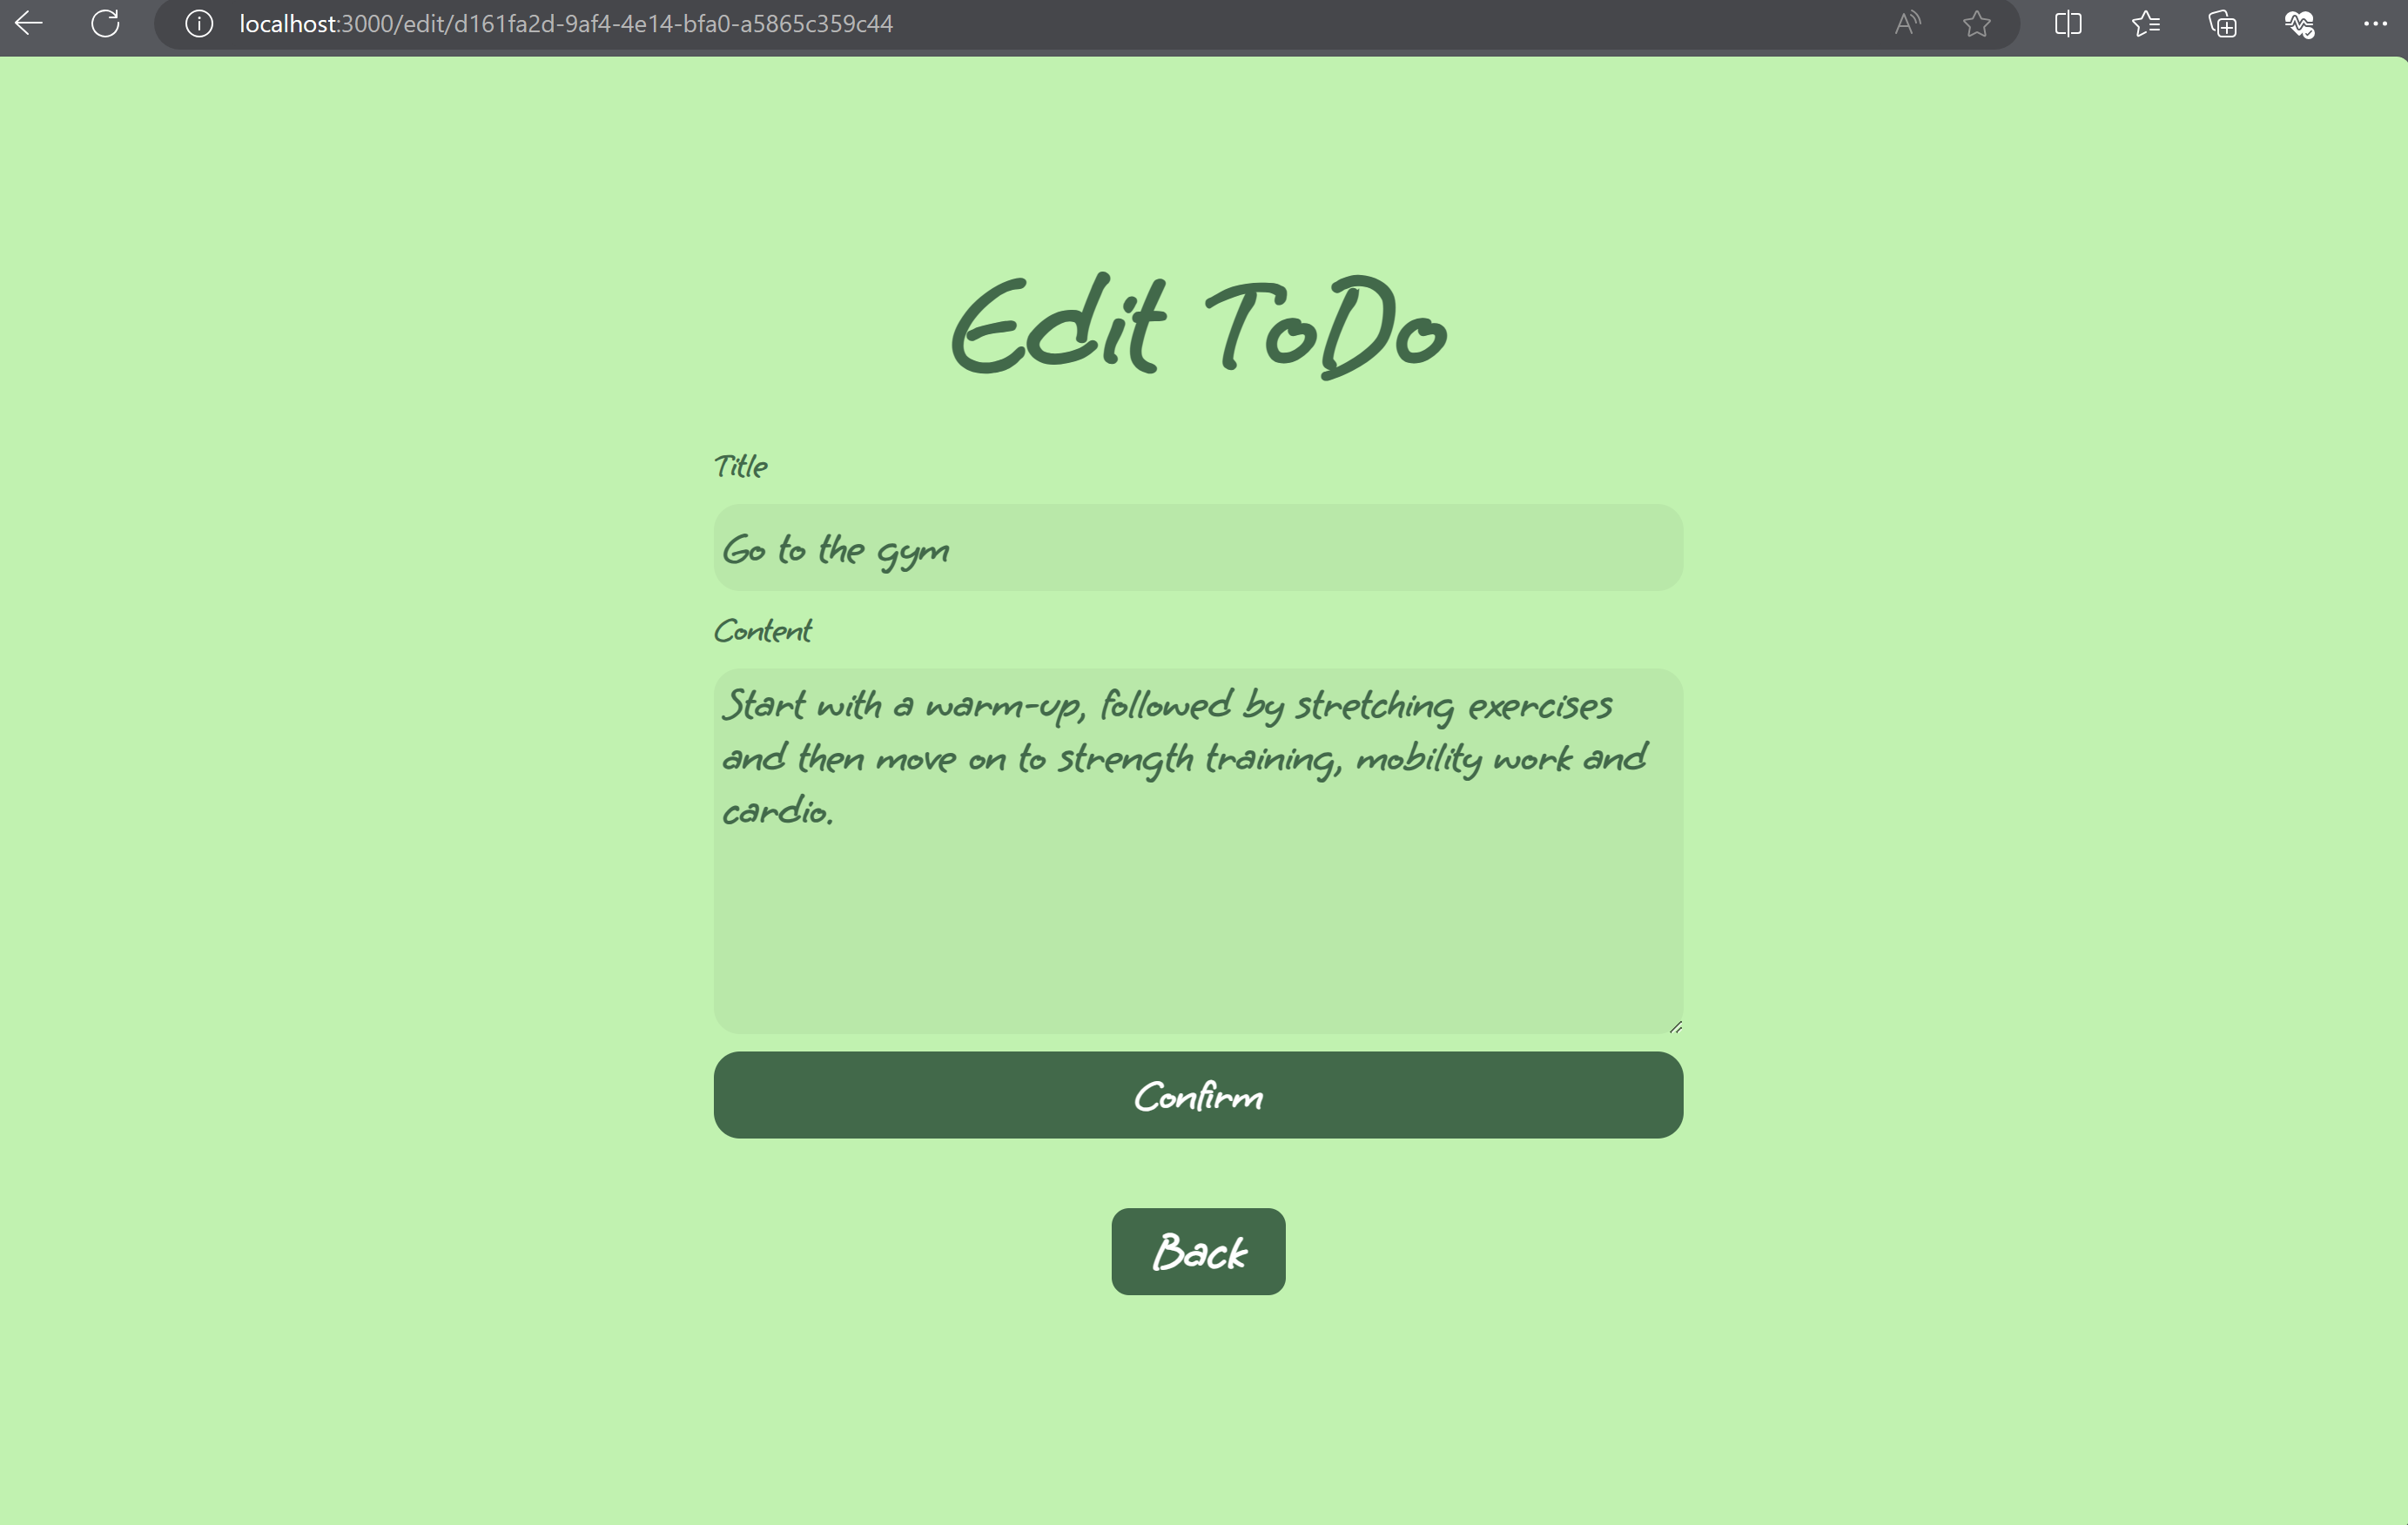 localhost:3000/edit/d161fa2d-9af4-4e14-bfa0-a5865c359c44
Edit ToDo
Title
Go to the gym
Content
Start with a warm-up, followed by stretching exercises
and then move on to strength training, mobility work and
cardio.
Confirm
Back